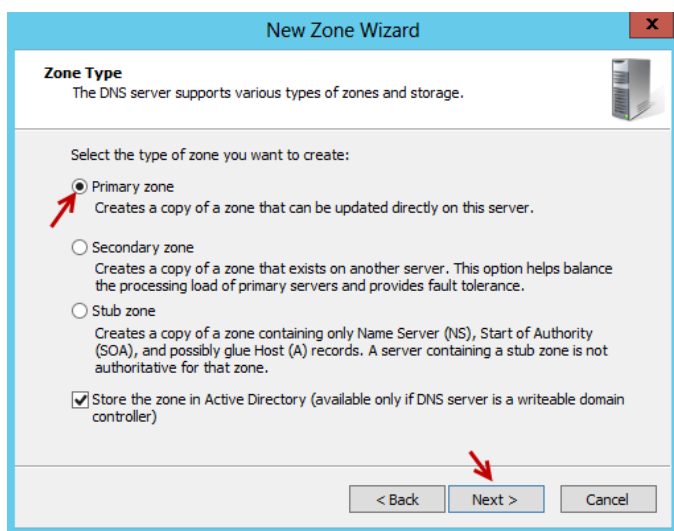 New Zone Wizard
x
Zone Type
The DNS server supports various types of zones and storage.
Select the type of zone you want to create:
Primary zone
Creates a copy of a zone that can be updated directly on this server.
Secondary zone
Creates a copy of a zone that exists on another server. This option helps balance
the processing load of primary servers and provides fault tolerance.
Stub zone
Creates a copy of a zone containing only Name Server (NS), Start of Authority
(SOA), and possibly glue Host (A) records. A server containing a stub zone is not
authoritative for that zone.
Store the zone in Active Directory (available only if DNS server is a writeable domain
controller)
< Back Next > Cancel